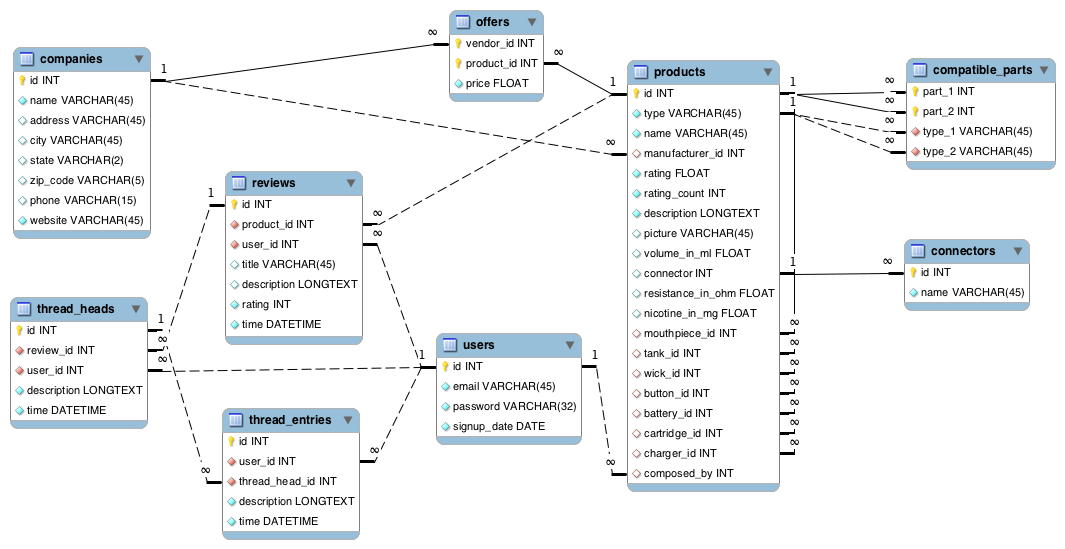 companies
id INT
name VARCHAR(45)
address VARCHAR(45)
city VARCHAR(45)
state VARCHAR(2)
zip_code VARCHAR(5)
phone VARCHAR(15)
website VARCHAR(45)
1
∞
offers
vendor_id INT
product_id INT
price FLOAT
∞
1
∞
products
id INT
type VARCHAR(45)
name VARCHAR(45)
manufacturer_id INT
rating FLOAT
rating_count INT
description LONGTEXT
picture VARCHAR(45)
volume_in_ml FLOAT
connector INT
resistance_in_ohm FLOAT
nicotine_in_mg FLOAT
mouthpiece_id INT
tank_id INT
wick_id INT
button_id INT
battery_id INT
cartridge_id INT
charger_id INT
composed_by INT
1
1
1
∞
∞
∞
∞
∞
∞
∞
∞
∞
∞
∞
∞
compatible_parts
part_1 INT
part_2 INT
type_1 VARCHAR(45)
type_2 VARCHAR(45)
∞
connectors
id INT
name VARCHAR(45)
1
reviews
id INT
product_id INT
user_id INT
title VARCHAR(45)
description LONGTEXT
rating INT
time DATETIME
∞
∞
thread_heads
id INT
review_id INT
user_id INT
description LONGTEXT
time DATETIME
1
∞
∞
1
users
id INT
email VARCHAR(45)
password VARCHAR(32)
signup_date DATE
1
∞
∞
thread_entries
id INT
user_id INT
thread_head_id INT
description LONGTEXT
time DATETIME
∞